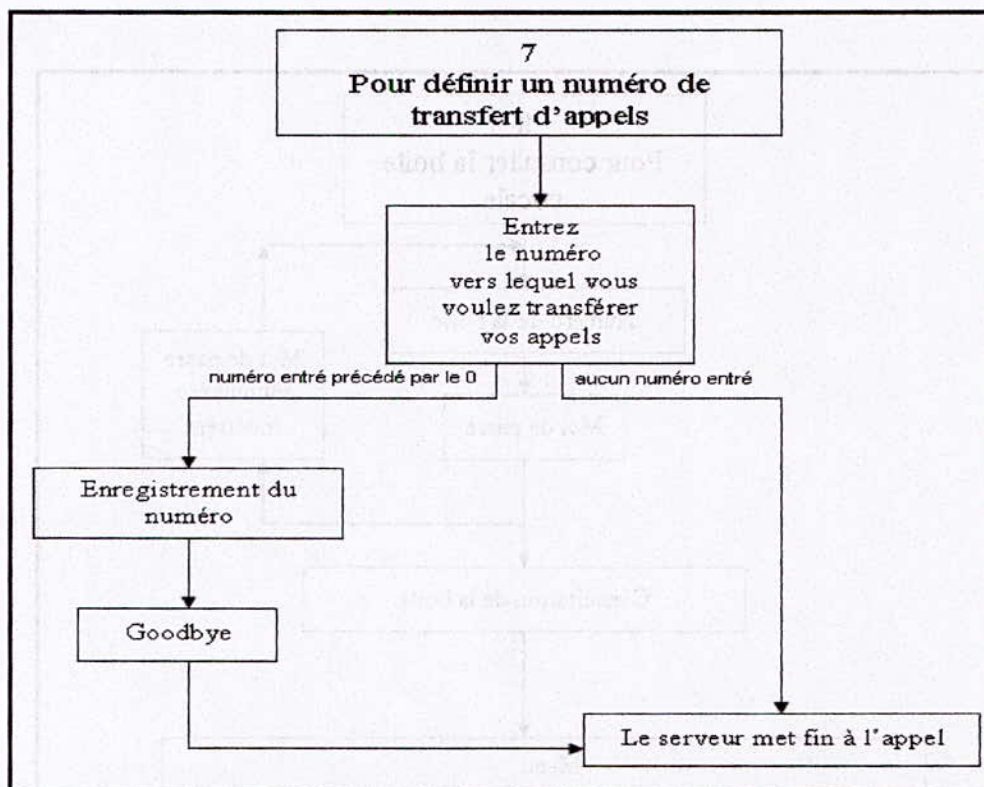 7
Pour définir un numéro de
transfert d'appels
Entrez
le numéro
vers lequel vous
voulez transférer
vos appels
numéro entré précédé par le 0
aucun numéro entré
Enregistrement du
numéro
Goodbye
Le serveur met fin à l'appel